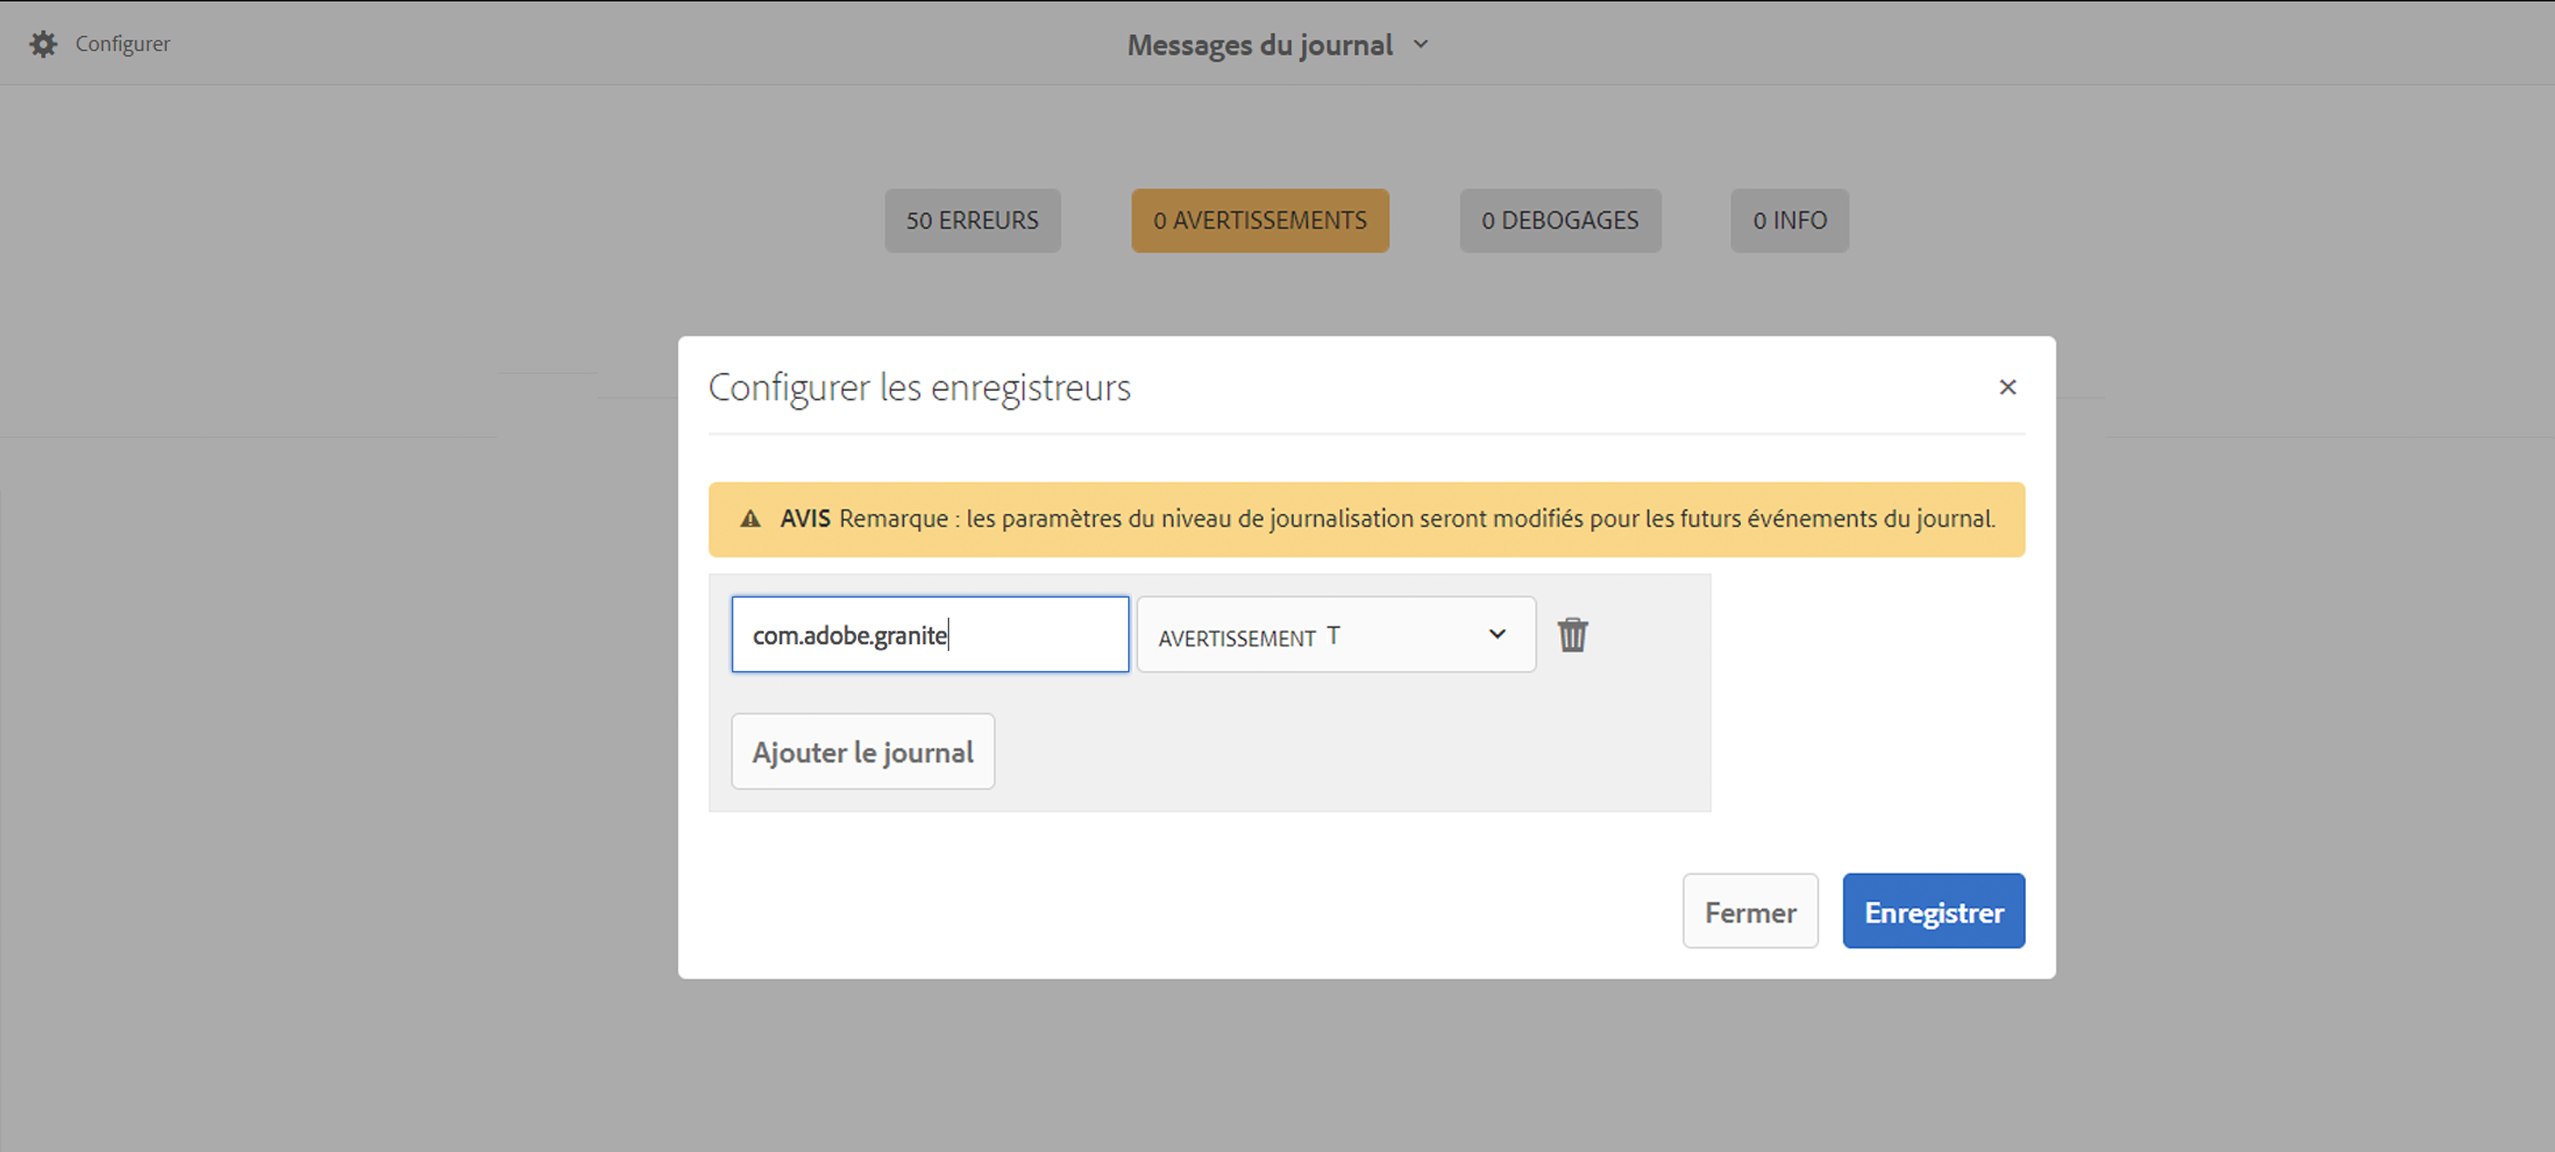 Configurer
Messages du journal
50 ERREURS
0 AVERTISSEMENTS
0 DEBOGAGES
0 INFO
Configurer les enregistreurs
AVIS Remarque : les paramètres du niveau de journalisation seront modifiés pour les futurs événements du journal.
com.adobe.granite
AVERTISSEMENT T
Ajouter le journal
Fermer
Enregistrer